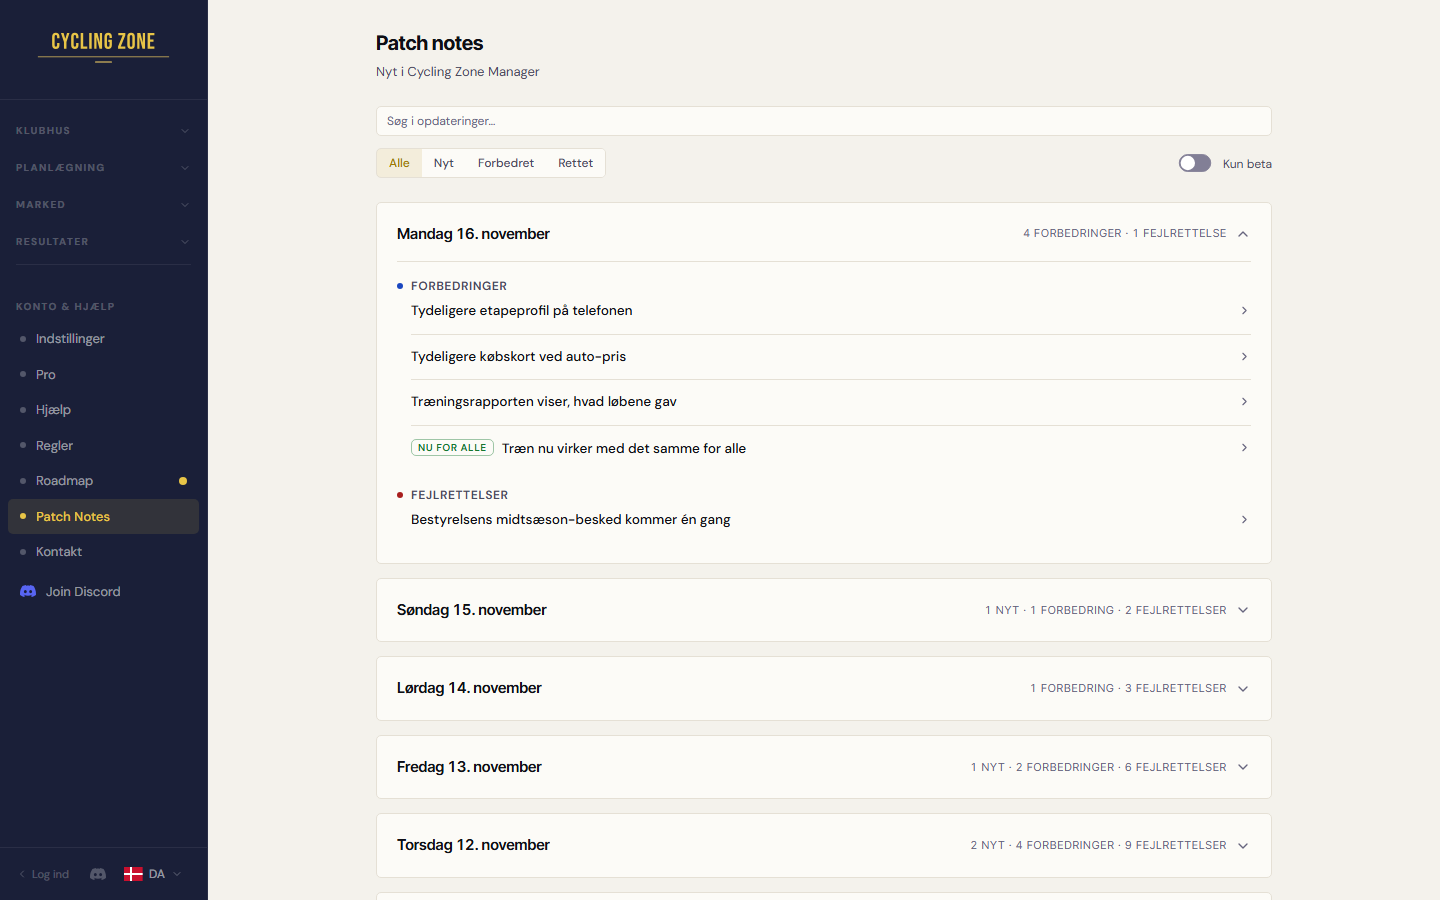 CYCLING ZONE
KLUBHUS
PLANLÆGNING
MARKED
RESULTATER
KONTO & HJÆLP
Indstillinger
Pro
Hjælp
Regler
Roadmap
Patch Notes
Kontakt
Join Discord
Log ind
DA
Patch notes
Nyt i Cycling Zone Manager
Søg i opdateringer...
Alle Nyt Forbedret Rettet
Kun beta
Mandag 16. november 4 FORBEDRINGER · 1 FEJLRETTELSE
FORBEDRINGER
Tydeligere etapeprofil på telefonen
Tydeligere købskort ved auto-pris
Træningsrapporten viser, hvad løbene gav
NU FOR ALLE Træn nu virker med det samme for alle
FEJLRETTELSER
Bestyrelsens midtsæson-besked kommer én gang
Søndag 15. november 1 NYT · 1 FORBEDRING · 2 FEJLRETTELSER
Lørdag 14. november 1 FORBEDRING · 3 FEJLRETTELSER
Fredag 13. november 1 NYT · 2 FORBEDRINGER · 6 FEJLRETTELSER
Torsdag 12. november 2 NYT · 4 FORBEDRINGER · 9 FEJLRETTELSER